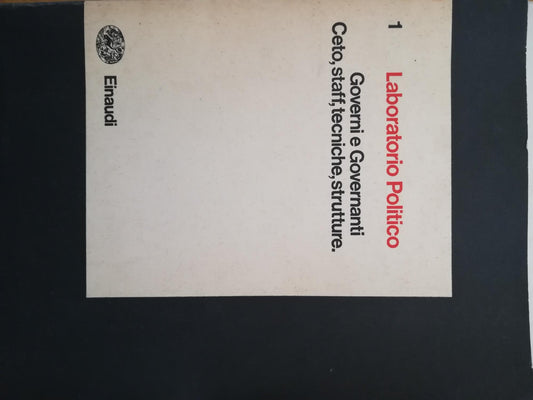 1
Laboratorio Politico
Governi e Governanti
Ceto, staff, tecniche, strutture.
Einaudi